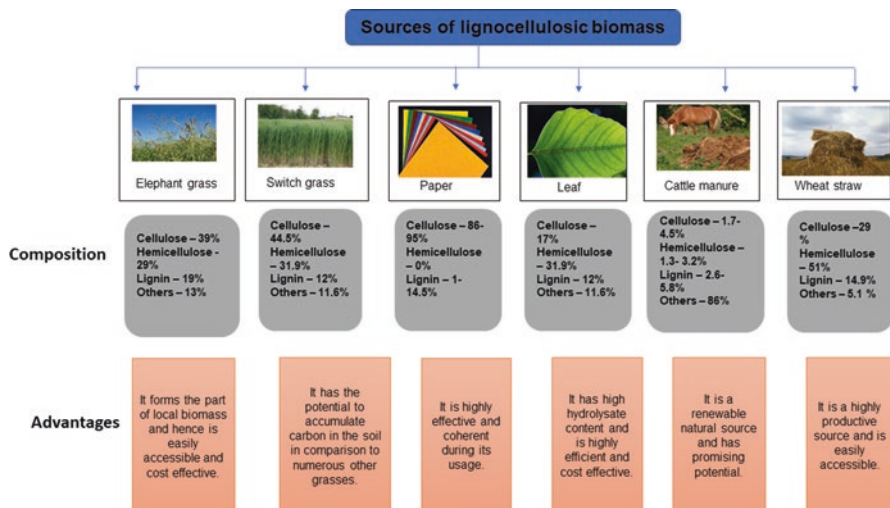 Sources of lignocellulosic biomass
Elephant grass
Switch grass
Paper
Leaf
Cattle manure
Wheat straw
Composition
Cellulose – 39%
Hemicellulose -
29%
Lignin – 19%
Others – 13%
Cellulose –
44.5%
Hemicellulose
– 31.9%
Lignin – 12%
Others – 11.6%
Cellulose – 86-
95%
Hemicellulose
– 0%
Lignin – 1-
14.5%
Cellulose –
17%
Hemicellulose
– 31.9%
Lignin – 12%
Others – 11.6%
Cellulose – 1.7-
4.5%
Hemicellulose –
1.3- 3.2%
Lignin – 2.6-
5.8%
Others – 86%
Cellulose –29
%
Hemicellulose
– 51%
Lignin – 14.9%
Others – 5.1 %
Advantages
It forms the part
of local biomass
and hence is
easily
accessible and
cost effective.
It has the
potential to
accumulate
carbon in the soil
in comparison to
numerous other
grasses.
It is highly
effective and
coherent
during its
usage.
It has high
hydrolysate
content and
is highly
efficient and
cost effective.
It is a
renewable
natural source
and has
promising
potential.
It is a highly
productive
source and is
easily
accessible.